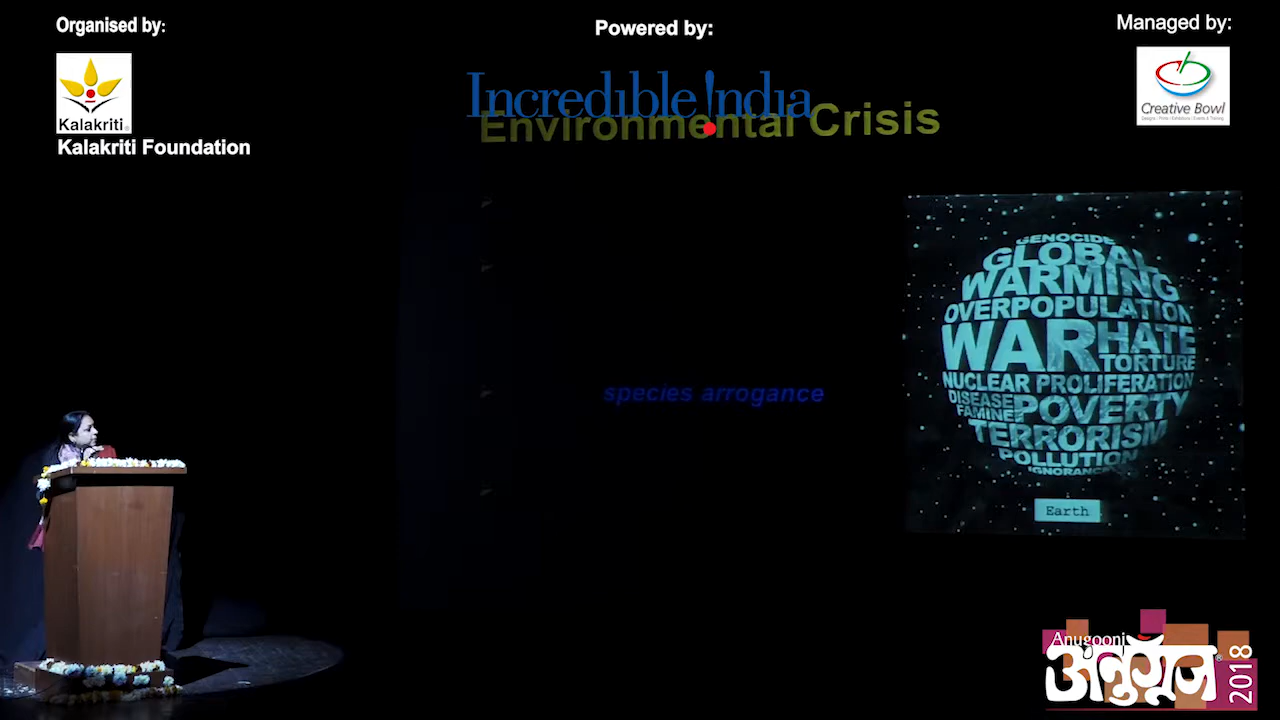 Organised by:
Kalakriti
Kalakriti Foundation
Powered by:
Incredible !ndia
Environmental Crisis
Managed by:
Creative Bowl
species arrogance
GENOCIDE
GLOBAL
WARMING
OVERPOPULATION
WAR HATE
TORTURE
NUCLEAR PROLIFERATION
DISEASE
FAMINE POVERTY
TERRORISM
POLLUTION
IGNORANCE
Earth
Anugoonj
अनुगूँज
2018